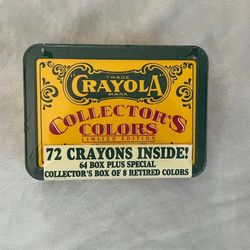 TRADE
CRAYOLA
MARK
COLLECTOR'S
COLORS
LIMITED EDITION
72 CRAYONS INSIDE!
64 BOX PLUS SPECIAL
COLLECTOR'S BOX OF 8 RETIRED COLORS